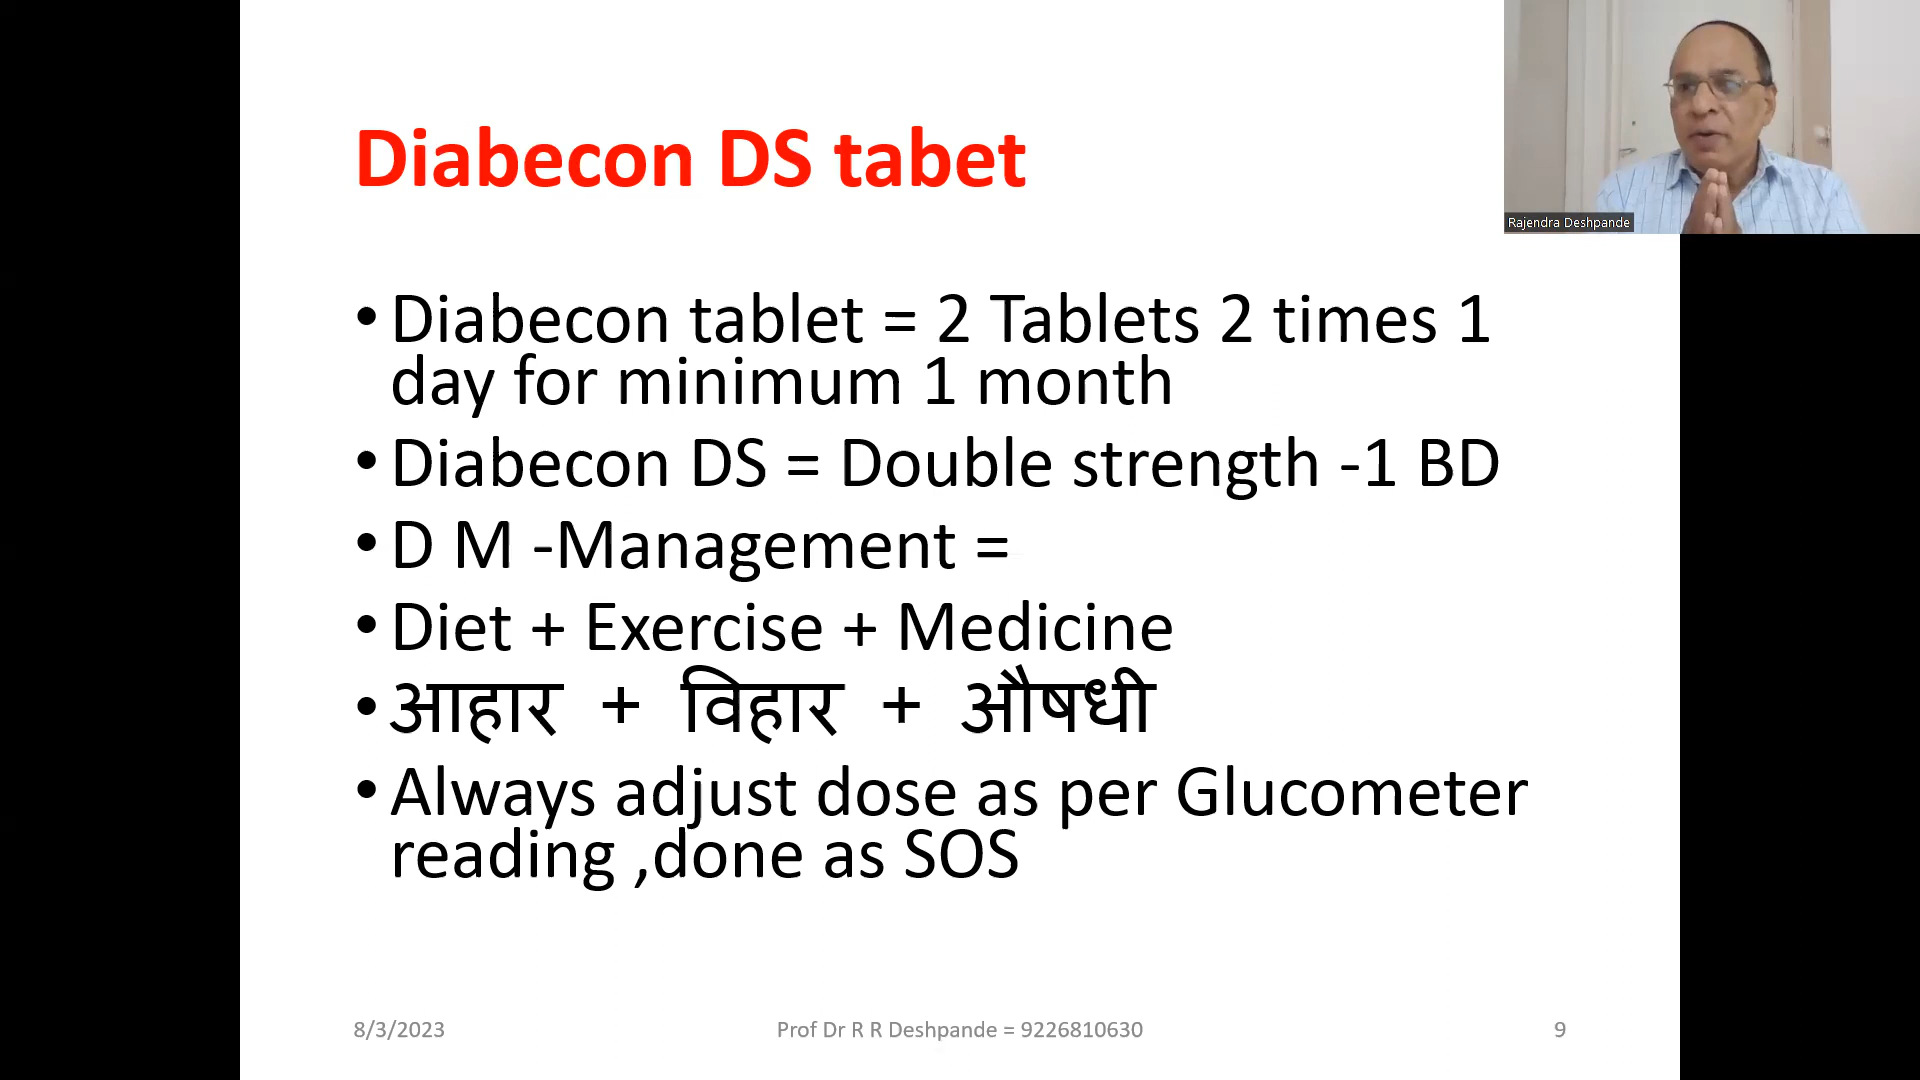 Diabecon DS tabet
Rajendra Deshpande
•Diabecon tablet = 2 Tablets 2 times 1
day for minimum 1 month
•Diabecon DS = Double strength -1 BD
•D M -Management =
•Diet + Exercise + Medicine
•आहार + विहार + औषधी
•Always adjust dose as per Glucometer
reading ,done as SOS
8/3/2023 Prof Dr R R Deshpande = 9226810630 9